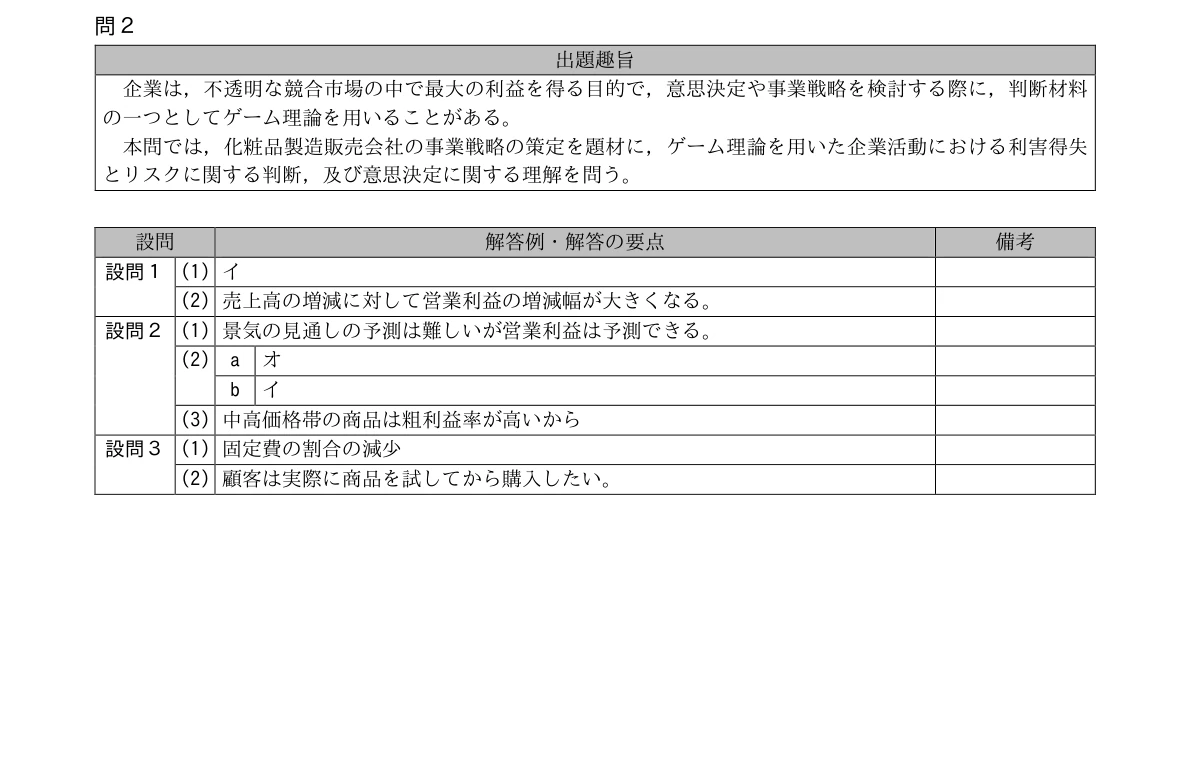 問２
出題趣旨
企業は，不透明な競合市場の中で最大の利益を得る目的で，意思決定や事業戦略を検討する際に，判断材料
の一つとしてゲーム理論を用いることがある。
本問では，化粧品製造販売会社の事業戦略の策定を題材に，ゲーム理論を用いた企業活動における利害得失
とリスクに関する判断，及び意思決定に関する理解を問う。
設問 解答例・解答の要点 備考
設問１ (1) イ
(2) 売上高の増減に対して営業利益の増減幅が大きくなる。
設問２ (1) 景気の見通しの予測は難しいが営業利益は予測できる。
(2) a オ
b イ
(3) 中高価格帯の商品は粗利益率が高いから
設問３ (1) 固定費の割合の減少
(2) 顧客は実際に商品を試してから購入したい。